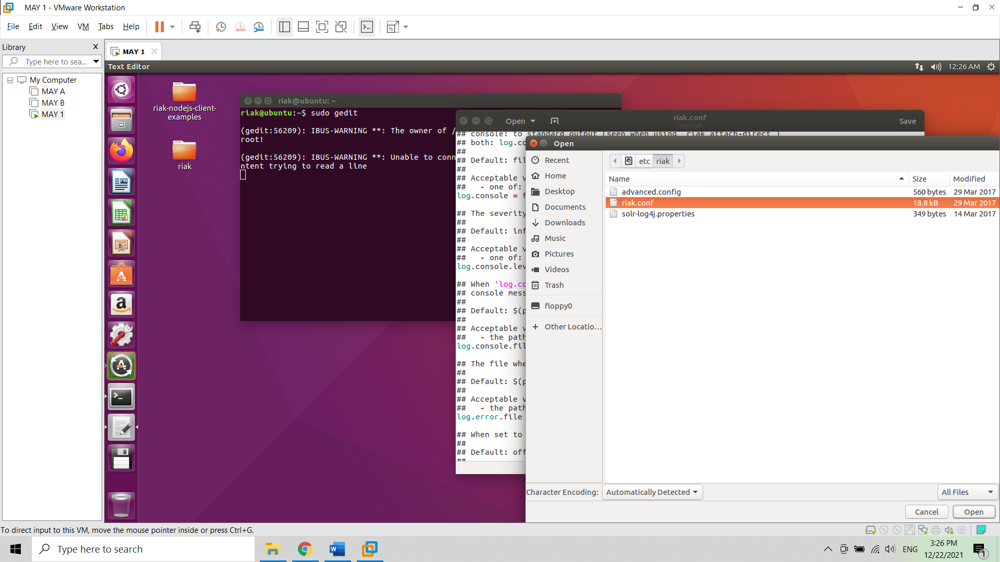 MAY 1 - VMware Workstation
File Edit View VM Tabs Help
Library
Type here to sea...
My Computer
MAY A
MAY B
MAY 1
MAY 1
Text Editor
12:26 AM
riak-nodejs-client-
examples
riak
riak@ubuntu: ~
riak@ubuntu:~$ sudo gedit
(gedit:56209): IBUS-WARNING **: The owner of /
root!
(gedit:56209): IBUS-WARNING **: Unable to conn
ntent trying to read a line
Open
riak.conf
/etc/riak
Save
## console: to standard output (seen when using `riak attach-direct`)
## both: log.co
##
## Default: fil
##
## Acceptable v
## - one of:
log.console = f
## The severity
##
## Default: inf
##
## Acceptable v
## - one of:
log.console.lev
## When 'log.co
## console mess
##
## Default: $(p
##
## Acceptable v
## - the path
log.console.fil
## The file whe
##
## Default: $(p
##
## Acceptable v
## - the path
log.error.file
## When set to
##
## Default: off
##
Open
Recent
Home
Desktop
Documents
Downloads
Music
Pictures
Videos
Trash
floppy0
Other Locatio...
etc riak
Name Size Modified
advanced.config 560 bytes 29 Mar 2017
riak.conf 18.8 kB 29 Mar 2017
solr-log4j.properties 349 bytes 14 Mar 2017
Character Encoding: Automatically Detected
All Files
Cancel Open
To direct input to this VM, move the mouse pointer inside or press Ctrl+G.
Type here to search
ENG
3:26 PM
12/22/2021
1